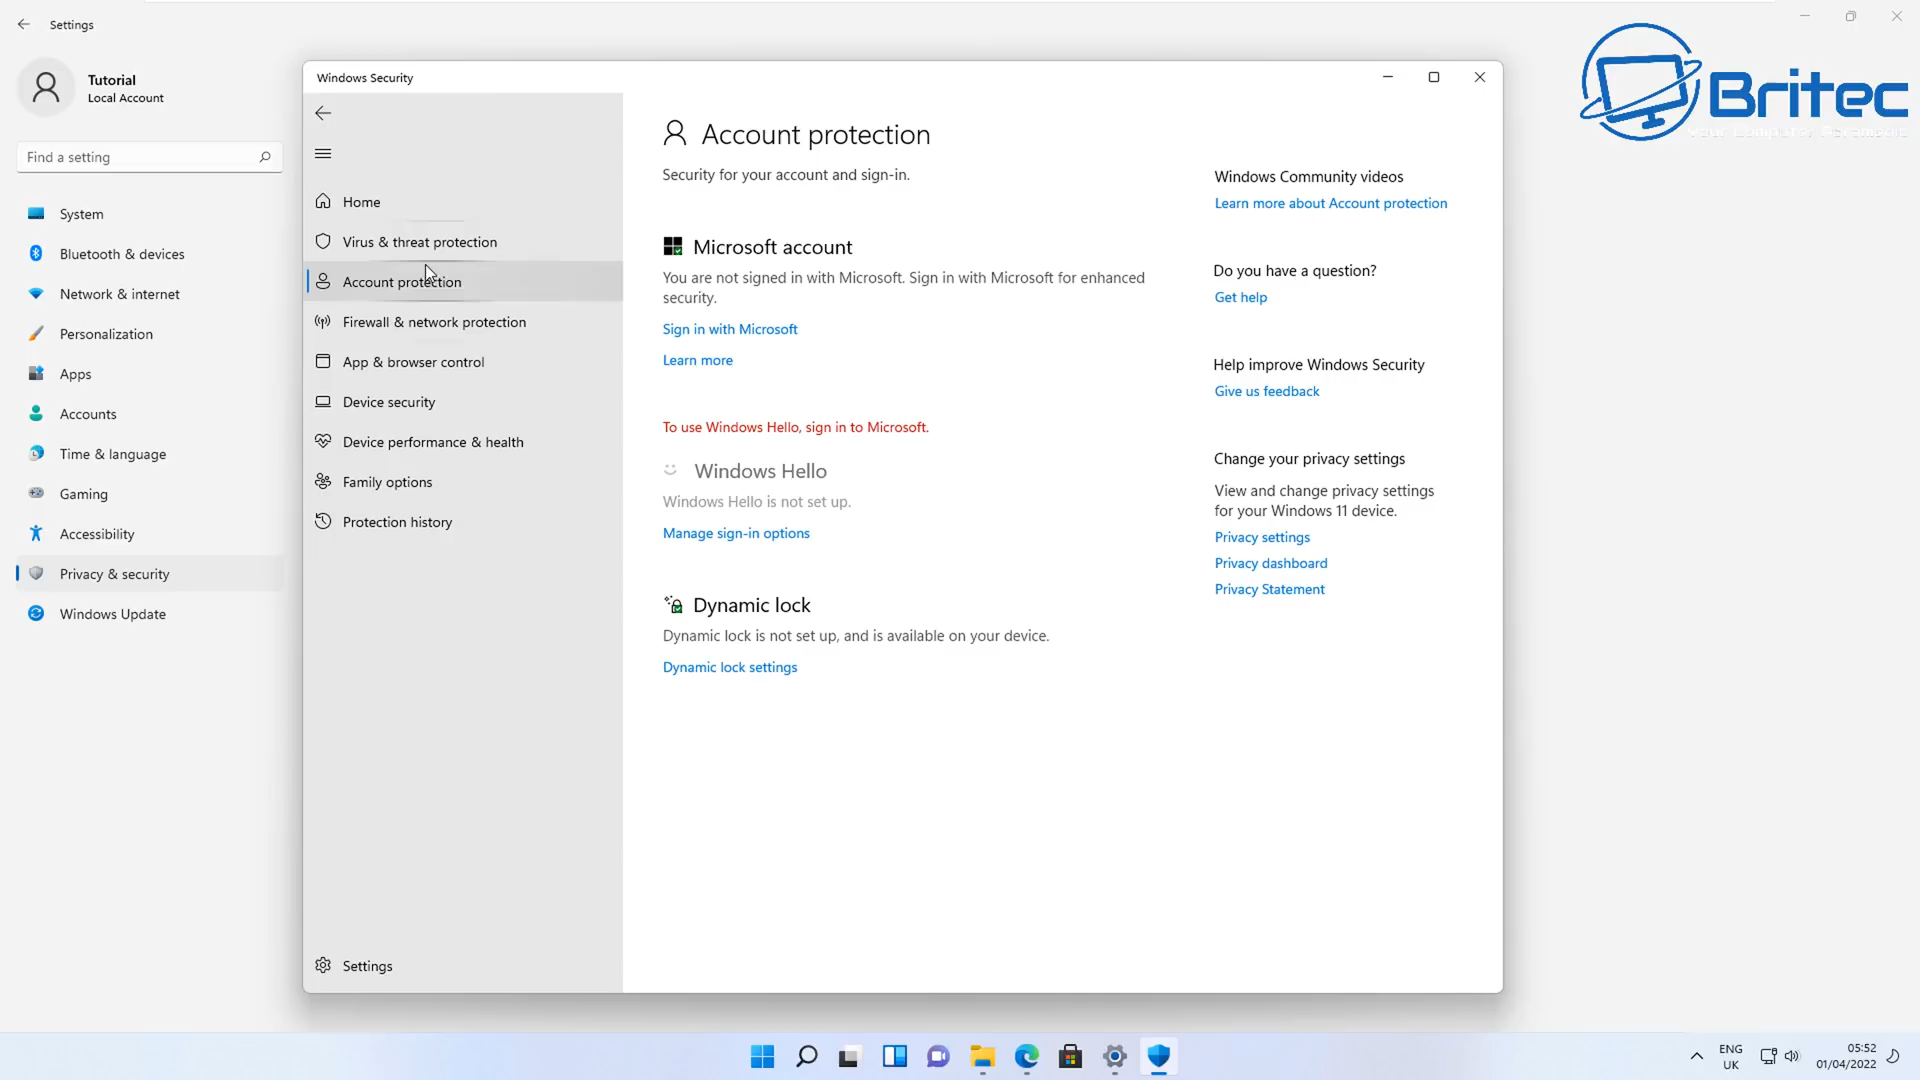 Settings
Tutorial
Local Account
Find a setting
System
Bluetooth & devices
Network & internet
Personalization
Apps
Accounts
Time & language
Gaming
Accessibility
Privacy & security
Windows Update
Windows Security
Home
Virus & threat protection
Account protection
Firewall & network protection
App & browser control
Device security
Device performance & health
Family options
Protection history
Settings
Account protection
Security for your account and sign-in.
Microsoft account
You are not signed in with Microsoft. Sign in with Microsoft for enhanced
security.
Sign in with Microsoft
Learn more
To use Windows Hello, sign in to Microsoft.
Windows Hello
Windows Hello is not set up.
Manage sign-in options
Dynamic lock
Dynamic lock is not set up, and is available on your device.
Dynamic lock settings
Windows Community videos
Learn more about Account protection
Do you have a question?
Get help
Help improve Windows Security
Give us feedback
Change your privacy settings
View and change privacy settings
for your Windows 11 device.
Privacy settings
Privacy dashboard
Privacy Statement
Britec
Your Computer Paramedic
ENG
UK
05:52
01/04/2022